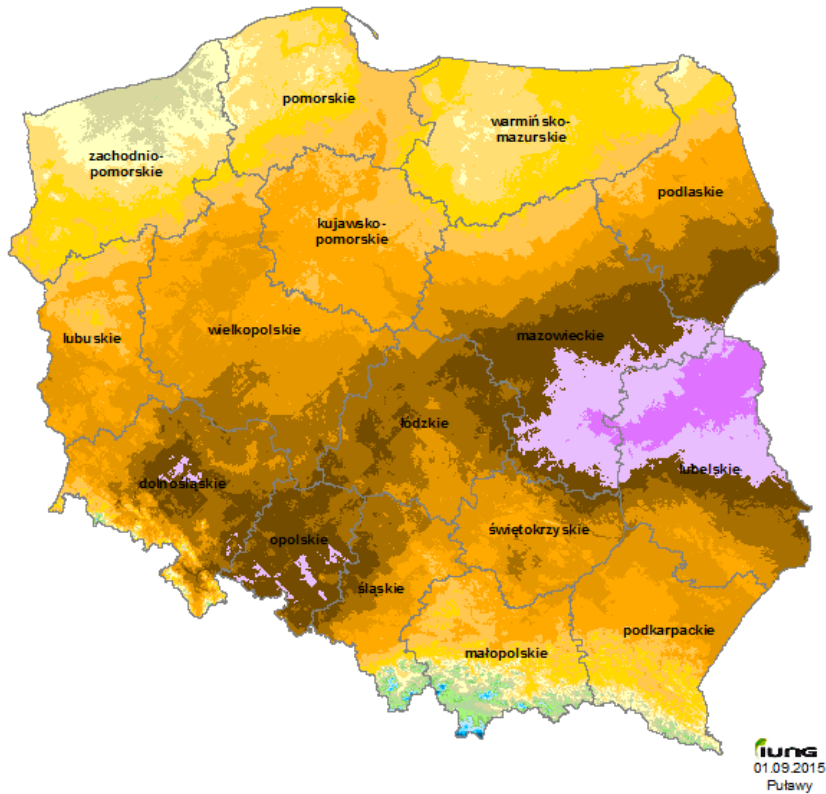 pomorskie
warmińsko-
mazurskie
zachodnio-
pomorskie
podlaskie
kujawsko-
pomorskie
lubuskie
wielkopolskie
mazowieckie
łódzkie
lubelskie
dolnośląskie
świętokrzyskie
opolskie
śląskie
podkarpackie
małopolskie
iung
01.09.2015
Puławy